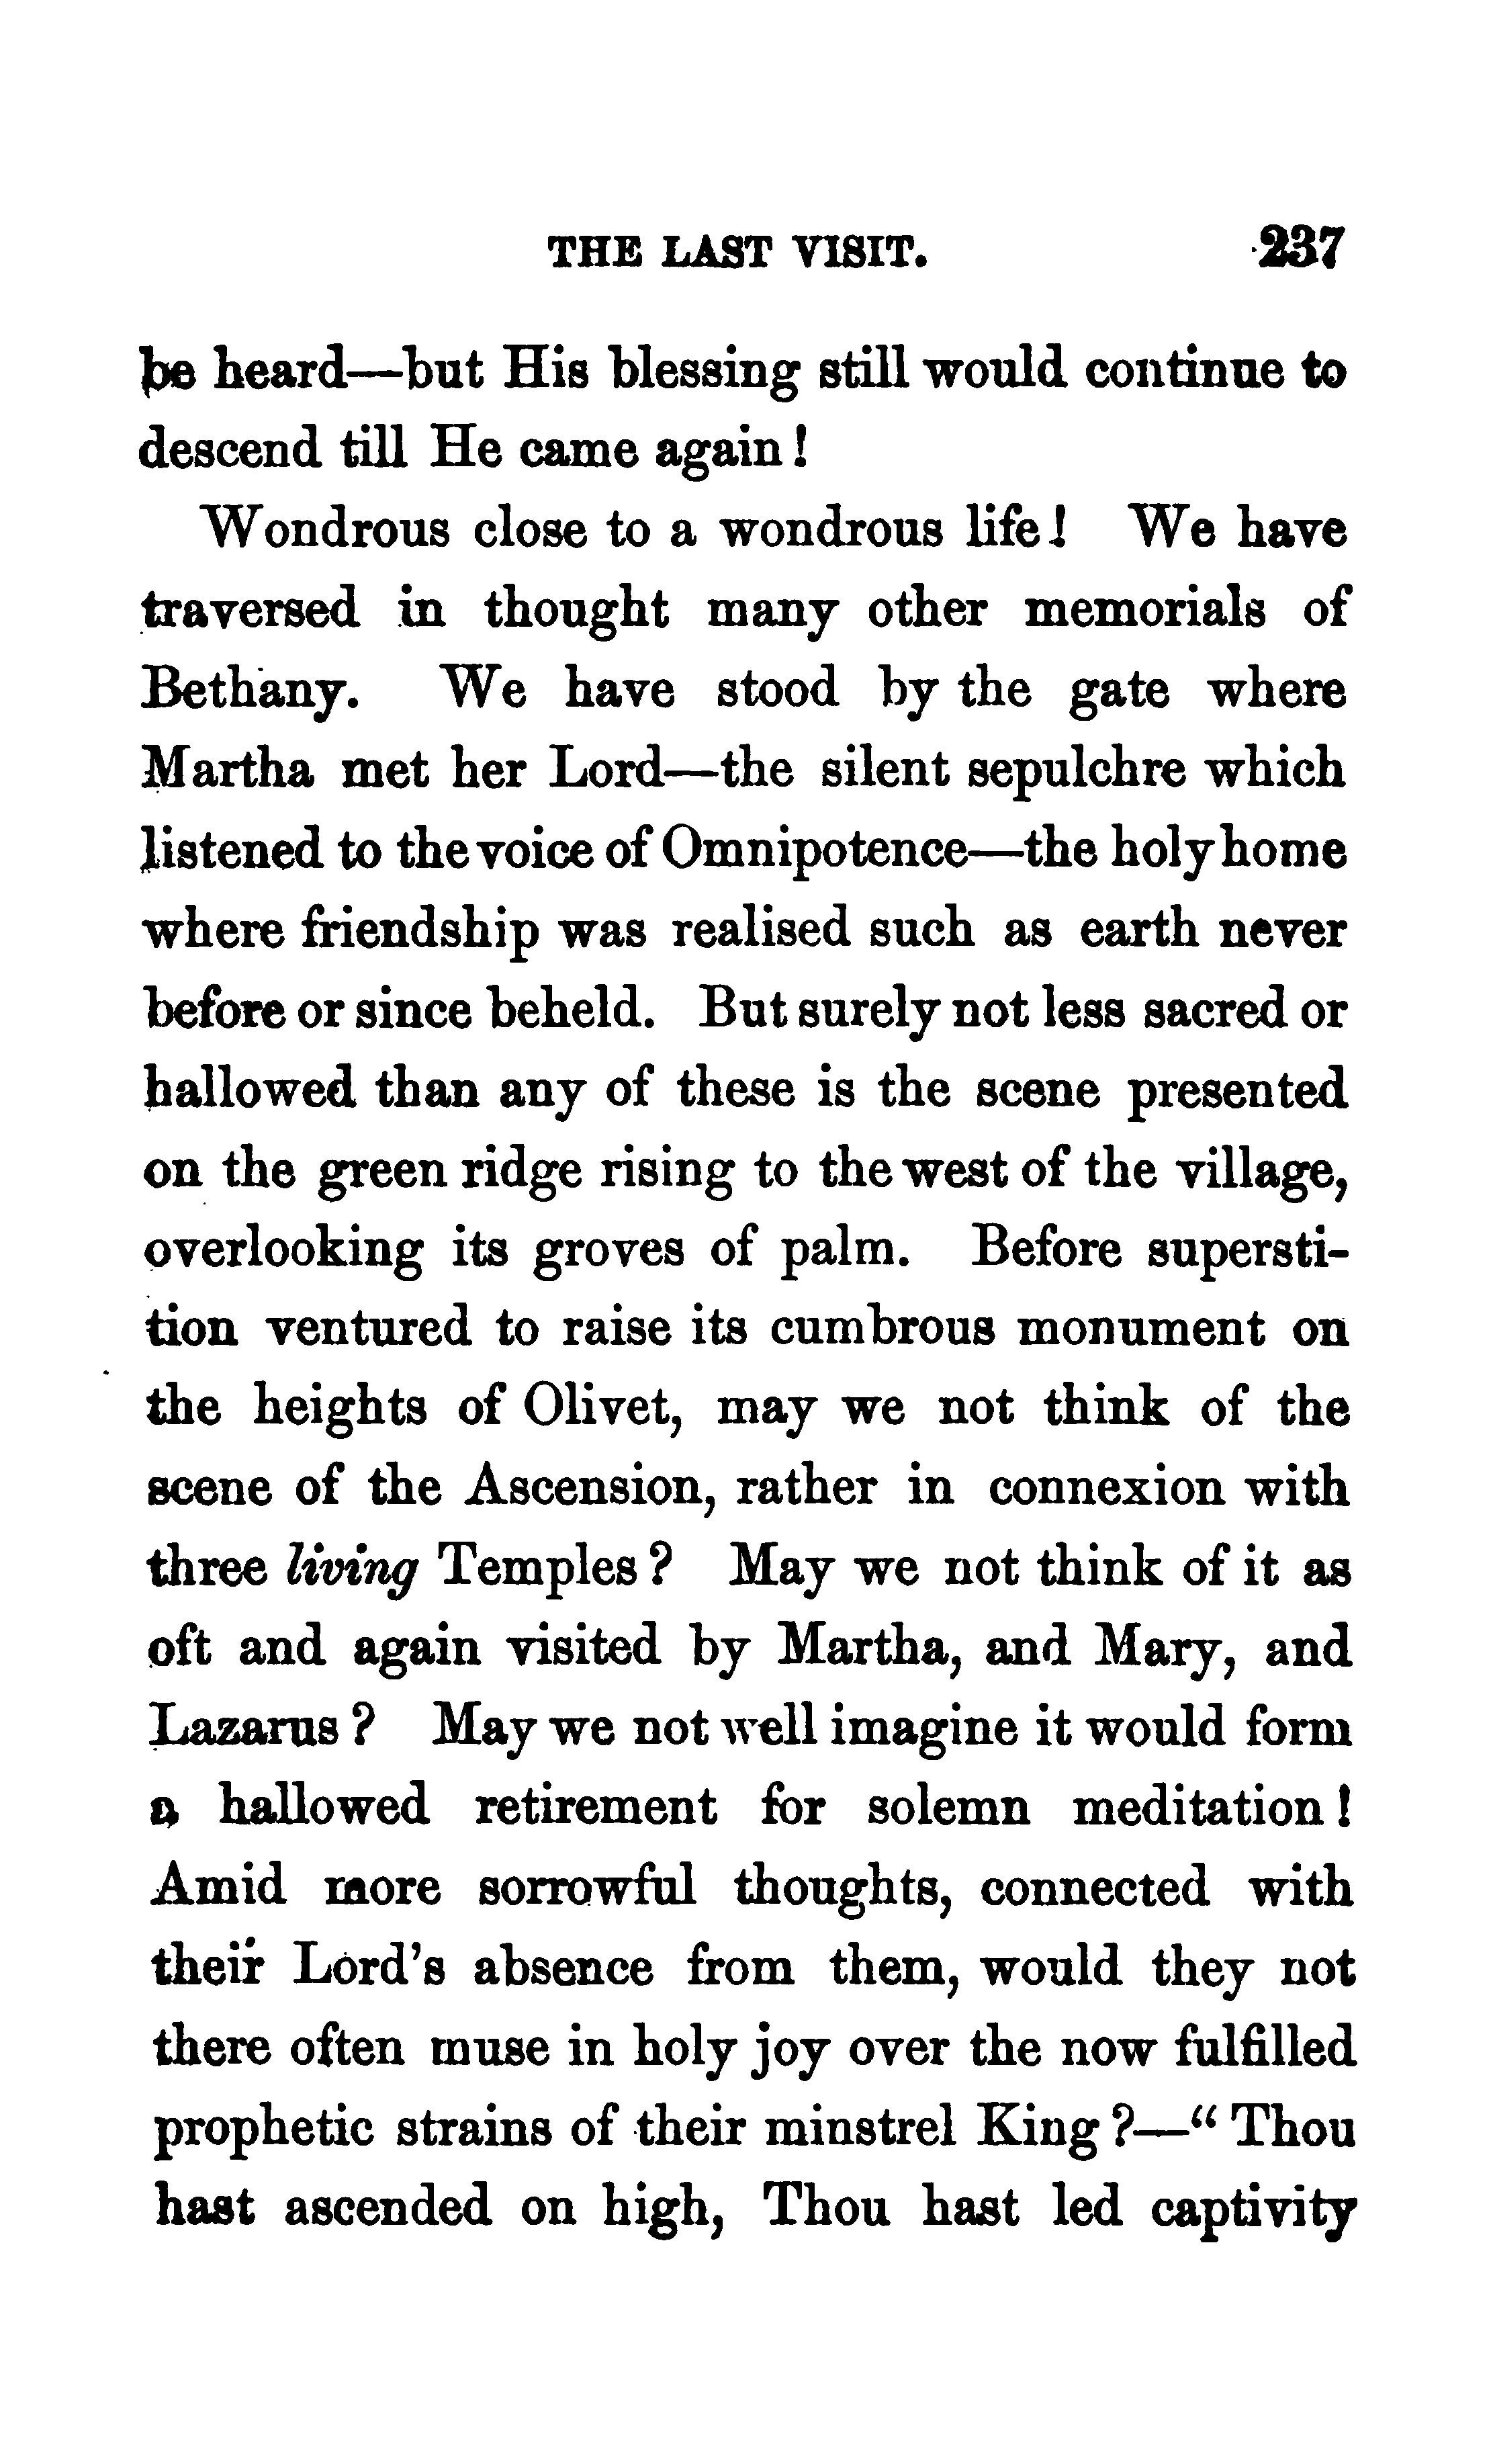 THE LAST VISIT. 237
be heard—but His blessing still would continue to
descend till He came again!
Wondrous close to a wondrous life! We have
traversed in thought many other memorials of
Bethany. We have stood by the gate where
Martha met her Lord—the silent sepulchre which
listened to the voice of Omnipotence—the holy home
where friendship was realised such as earth never
before or since beheld. But surely not less sacred or
hallowed than any of these is the scene presented
on the green ridge rising to the west of the village,
overlooking its groves of palm. Before supersti-
tion ventured to raise its cumbrous monument on
the heights of Olivet, may we not think of the
scene of the Ascension, rather in connexion with
three living Temples? May we not think of it as
oft and again visited by Martha, and Mary, and
Lazarus? May we not well imagine it would form
a hallowed retirement for solemn meditation!
Amid more sorrowful thoughts, connected with
their Lord's absence from them, would they not
there often muse in holy joy over the now fulfilled
prophetic strains of their minstrel King?—“Thou
hast ascended on high, Thou hast led captivity